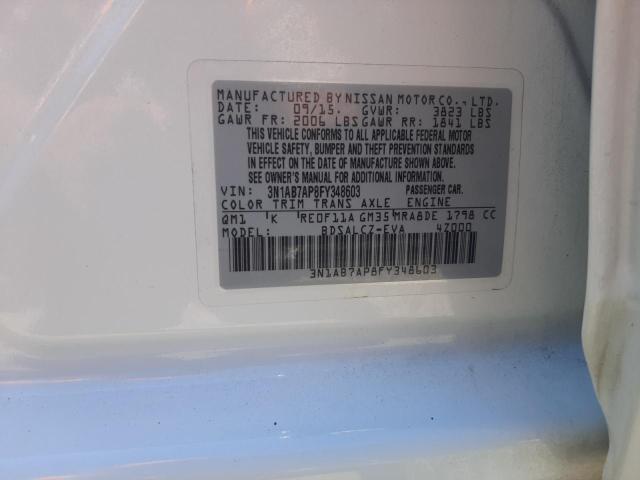 MANUFACTURED BY NISSAN MOTOR CO., LTD.
DATE: 09/15. GVWR: 3823 LBS
GAWR FR: 2006 LBS GAWR RR: 1841 LBS
THIS VEHICLE CONFORMS TO ALL APPLICABLE FEDERAL MOTOR
VEHICLE SAFETY, BUMPER AND THEFT PREVENTION STANDARDS
IN EFFECT ON THE DATE OF MANUFACTURE SHOWN ABOVE.
SEE OWNER'S MANUAL FOR ADDITIONAL INFORMATION.
VIN: 3N1AB7AP8FY348603 PASSENGER CAR.
COLOR TRIM TRANS AXLE ENGINE
QM1 K RE0F11A GM35 MRA8DE 1798 CC
MODEL: BDSALCZ-EVA 4Z000
3N1AB7AP8FY348603